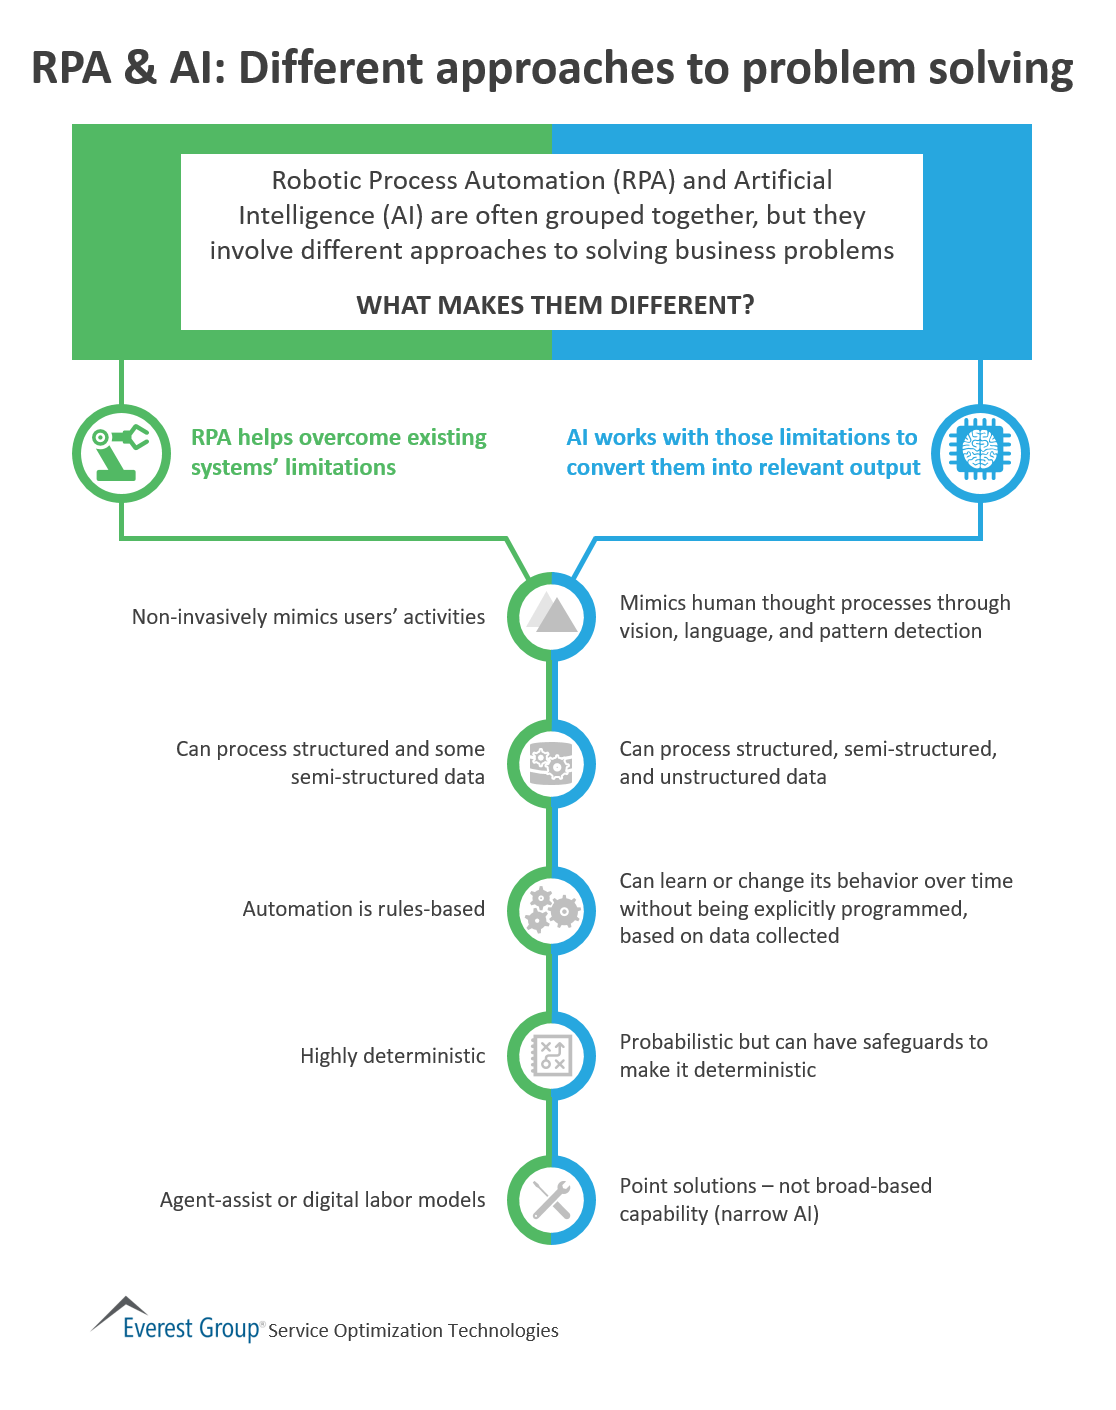 RPA & AI: Different approaches to problem solving
Robotic Process Automation (RPA) and Artificial
Intelligence (AI) are often grouped together, but they
involve different approaches to solving business problems
WHAT MAKES THEM DIFFERENT?
RPA helps overcome existing
systems’ limitations
AI works with those limitations to
convert them into relevant output
Non-invasively mimics users’ activities
Mimics human thought processes through
vision, language, and pattern detection
Can process structured and some
semi-structured data
Can process structured, semi-structured,
and unstructured data
Automation is rules-based
Can learn or change its behavior over time
without being explicitly programmed,
based on data collected
Highly deterministic
Probabilistic but can have safeguards to
make it deterministic
Agent-assist or digital labor models
Point solutions – not broad-based
capability (narrow AI)
Everest Group® Service Optimization Technologies